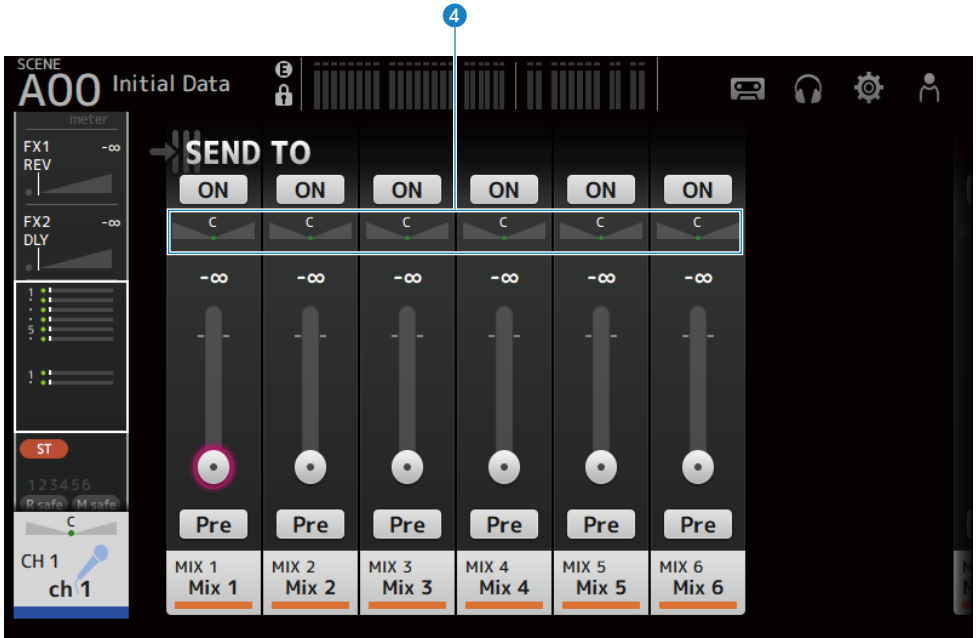 4
SCENE
A00 Initial Data
E
meter
FX1 -∞
REV
FX2 -∞
DLY
1
5
1
ST
123456
R safe M safe
C
CH 1
ch 1
SEND TO
ON ON ON ON ON ON
C C C C C C
-∞ -∞ -∞ -∞ -∞ -∞
Pre Pre Pre Pre Pre Pre
MIX 1 MIX 2 MIX 3 MIX 4 MIX 5 MIX 6
Mix 1 Mix 2 Mix 3 Mix 4 Mix 5 Mix 6